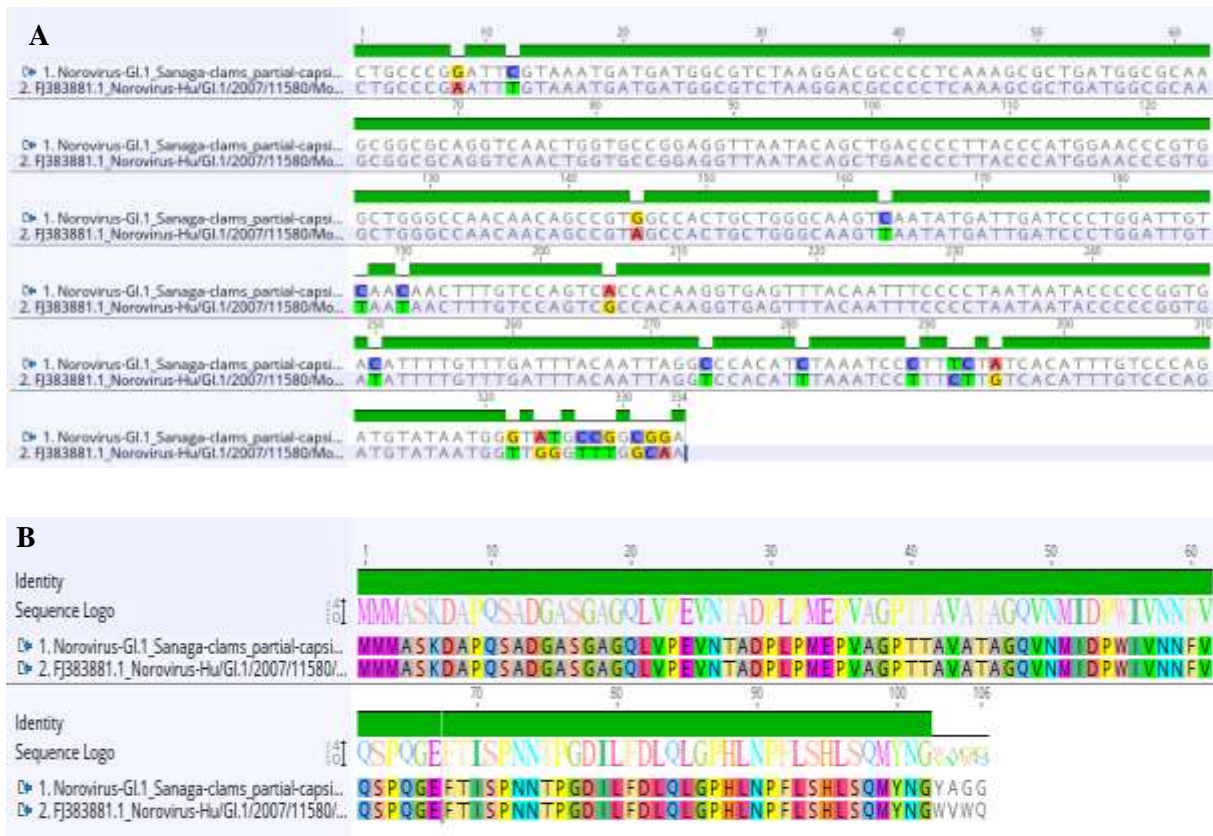 A
1 10 20 30 40 50 60
1. Norovirus-GI.1_Sanaga-clams_partial-capsi... CTGCCCGGATTCGTAAATGATGATGGCGTCTAAGGACGCCCCTCAAAGCGCTGATGGCGCAA
2. FJ383881.1_Norovirus-Hu/GI.1/2007/11580/Mo... CTGCCCGAATTTGTAAATGATGATGGCGTCTAAGGACGCCCCTCAAAGCGCTGATGGCGCAA
70 80 90 100 110 120
1. Norovirus-GI.1_Sanaga-clams_partial-capsi... GCGGCGCAGGTCAACTGGTGCCGGAGGTTAATACAGCTGACCCCTTACCCATGGAACCCGTG
2. FJ383881.1_Norovirus-Hu/GI.1/2007/11580/Mo... GCGGCGCAGGTCAACTGGTGCCGGAGGTTAATACAGCTGACCCCTTACCCATGGAACCCGTG
130 140 150 160 170 180
1. Norovirus-GI.1_Sanaga-clams_partial-capsi... GCTGGGCCAACAACAGCCGTGGCCACTGCTGGGCAAGTCAATATGATTGATCCCTGGATTGT
2. FJ383881.1_Norovirus-Hu/GI.1/2007/11580/Mo... GCTGGGCCAACAACAGCCGTAGCCACTGCTGGGCAAGTTAATATGATTGATCCCTGGATTGT
190 200 210 220 230 240
1. Norovirus-GI.1_Sanaga-clams_partial-capsi... CAACAACTTTGTCCAGTCACCACAAGGTGAGTTTACAATTTCCCCTAATAATACCCCCGGTG
2. FJ383881.1_Norovirus-Hu/GI.1/2007/11580/Mo... TAATAACTTTGTCCAGTCGCCACAAGGTGAGTTTACAATTTCCCCTAATAATACCCCCGGTG
250 260 270 280 290 300 310
1. Norovirus-GI.1_Sanaga-clams_partial-capsi... ACATTTTGTTTGATTTACAATTAGGCCCACATCTAAATCCCTTTCTATCACATTTGTCCCAG
2. FJ383881.1_Norovirus-Hu/GI.1/2007/11580/Mo... ATATTTTGTTTGATTTACAATTAGGTCCACATTTAAATCCTTTCTTGTCACATTTGTCCCAG
320 330 334
1. Norovirus-GI.1_Sanaga-clams_partial-capsi... ATGTATAATGGGTATGCCGGCGGA
2. FJ383881.1_Norovirus-Hu/GI.1/2007/11580/Mo... ATGTATAATGGTTGGGTTTGGCAA
B
1 10 20 30 40 50 60
Identity
Sequence Logo MMMASKDAPQSADGASGAGQLVPEVNTADPLPMEPVAGPTTAVATAGQVNMIDPWIVNNFV
1. Norovirus-GI.1_Sanaga-clams_partial-capsi... MMMASKDAPQSADGASGAGQLVPEVNTADPLPMEPVAGPTTAVATAGQVNMIDPWIVNNFV
2. FJ383881.1_Norovirus-Hu/GI.1/2007/11580/... MMMASKDAPQSADGASGAGQLVPEVNTADPLPMEPVAGPTTAVATAGQVNMIDPWIVNNFV
70 80 90 100 106
Identity
Sequence Logo QSPQGEFTISPNNTPGDILFDLQLGPHLNPFLSHLSQMYNG
1. Norovirus-GI.1_Sanaga-clams_partial-capsi... QSPQGEFTISPNNTPGDILFDLQLGPHLNPFLSHLSQMYNGYAGG
2. FJ383881.1_Norovirus-Hu/GI.1/2007/11580/... QSPQGEFTISPNNTPGDILFDLQLGPHLNPFLSHLSQMYNGWVWQ